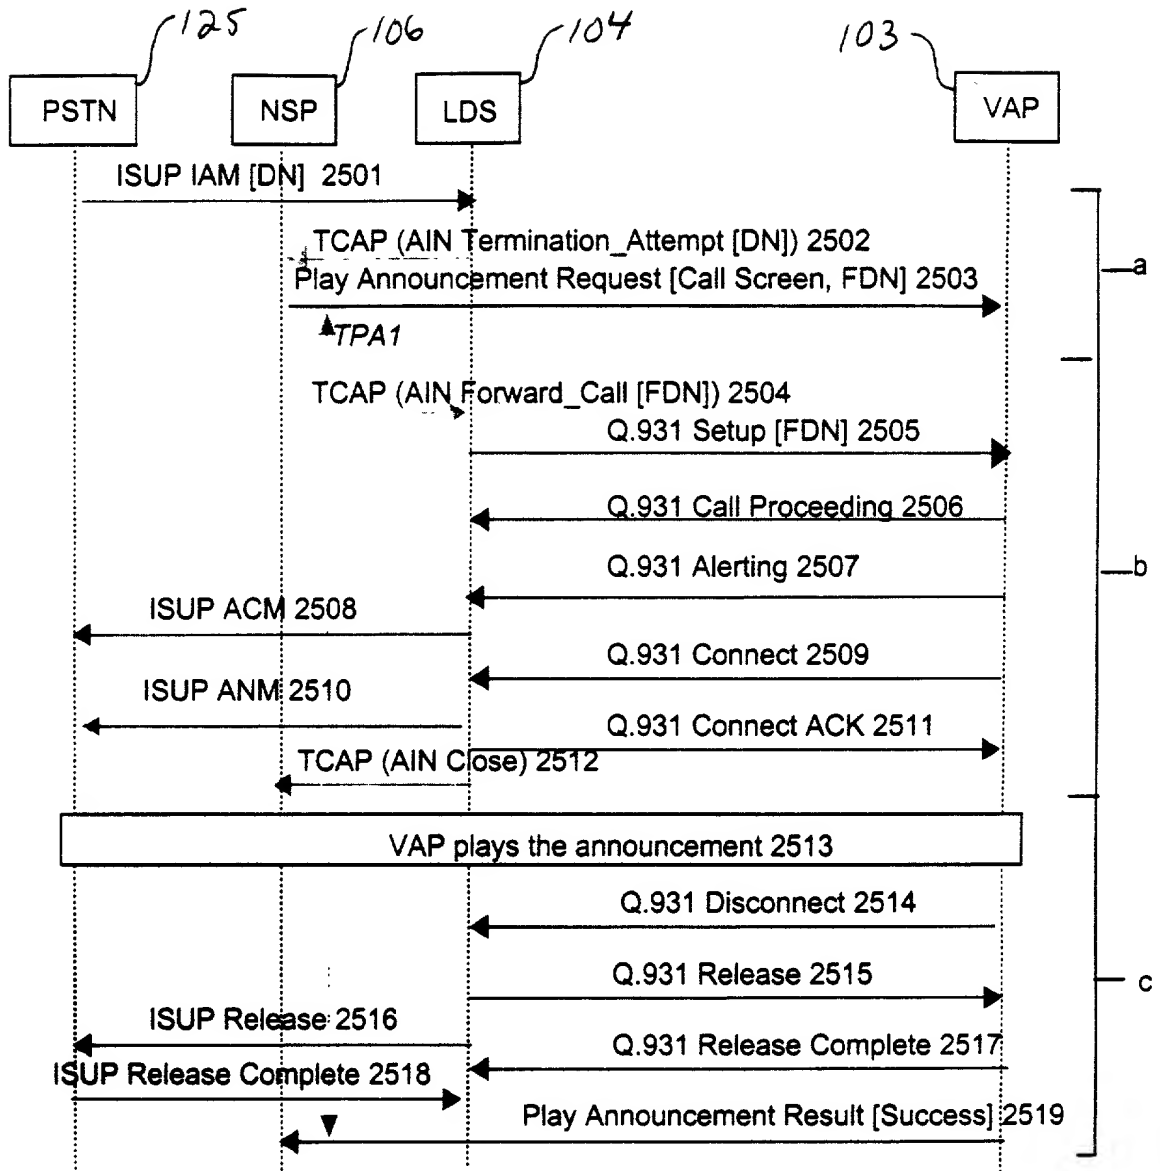 125
106
104
103
PSTN
NSP
LDS
VAP
ISUP IAM [DN] 2501
TCAP (AIN Termination_Attempt [DN]) 2502
a
Play Announcement Request [Call Screen, FDN] 2503
TPA1
TCAP (AIN Forward_Call [FDN]) 2504
Q.931 Setup [FDN] 2505
Q.931 Call Proceeding 2506
Q.931 Alerting 2507
b
ISUP ACM 2508
Q.931 Connect 2509
ISUP ANM 2510
Q.931 Connect ACK 2511
TCAP (AIN Close) 2512
VAP plays the announcement 2513
Q.931 Disconnect 2514
Q.931 Release 2515
c
ISUP Release 2516
Q.931 Release Complete 2517
ISUP Release Complete 2518
Play Announcement Result [Success] 2519